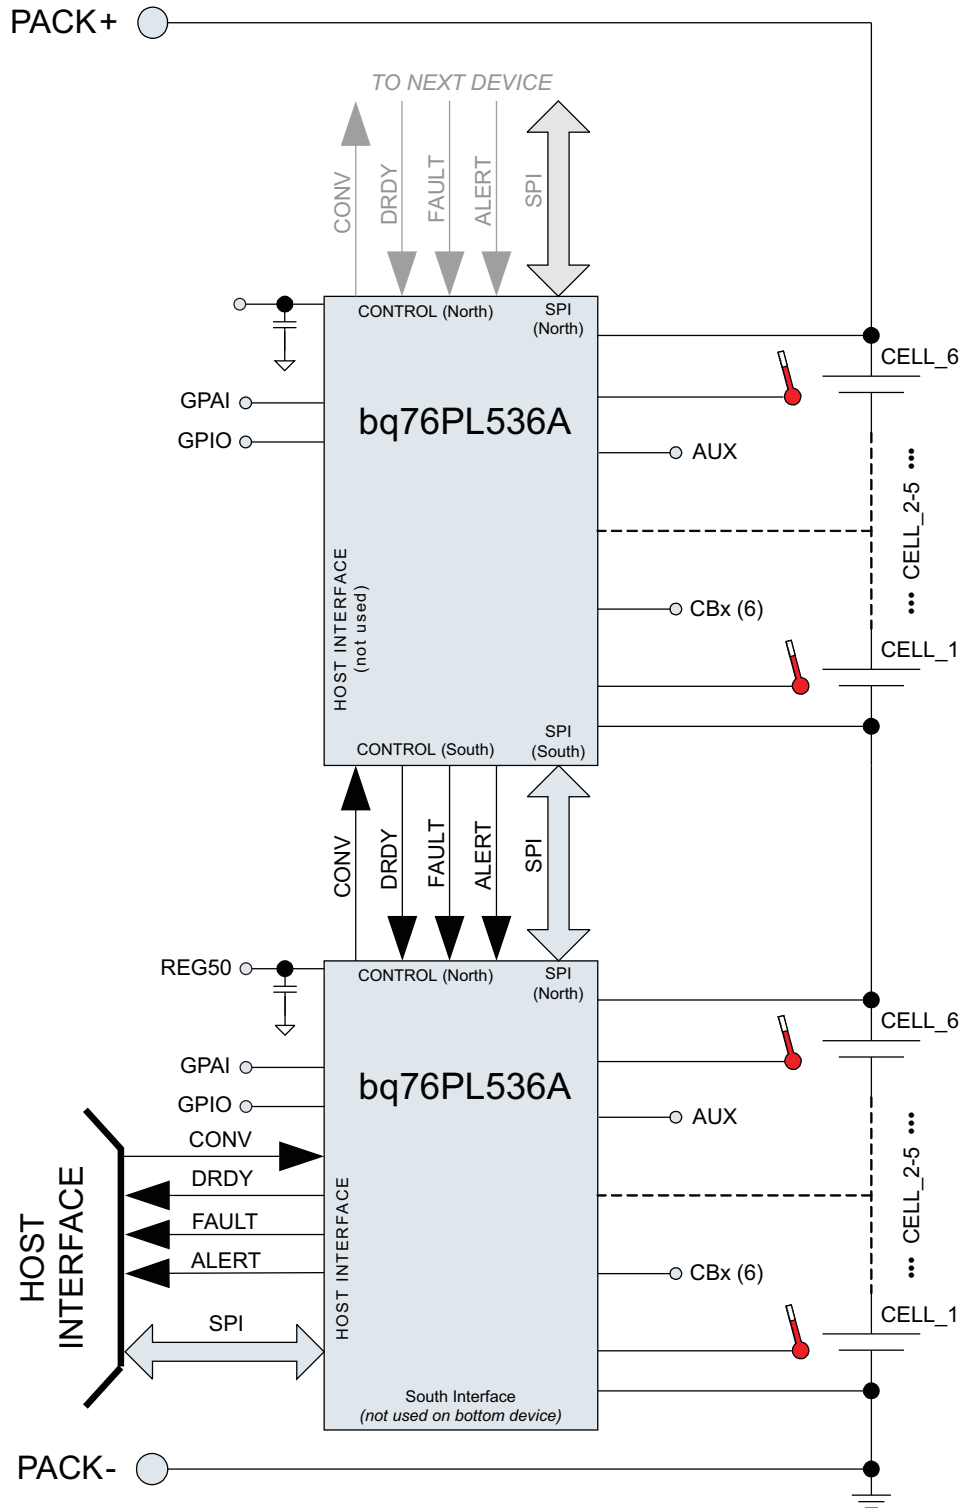 PACK+
TO NEXT DEVICE
CONV
DRDY
FAULT
ALERT
SPI
CONTROL (North)
SPI
(North)
CELL_6
GPAI
bq76PL536A
GPIO
AUX
••• CELL_2-5 •••
HOST INTERFACE
(not used)
CBx (6)
CELL_1
SPI
(South)
CONTROL (South)
CONV
DRDY
FAULT
ALERT
SPI
REG50
CONTROL (North)
SPI
(North)
CELL_6
GPAI
bq76PL536A
GPIO
AUX
CONV
DRDY
FAULT
ALERT
SPI
HOST
INTERFACE
HOST INTERFACE
••• CELL_2-5 •••
CBx (6)
CELL_1
South Interface
(not used on bottom device)
PACK-